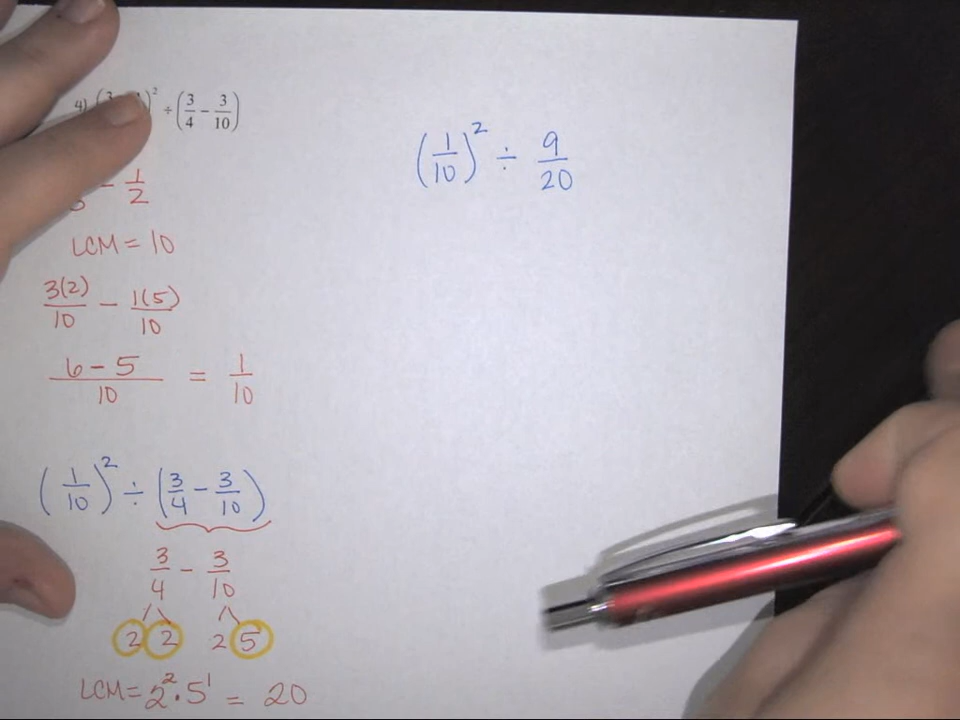 4) (3 )² ÷ (3/4 − 3/10)
− 1/2
LCM = 10
3(2)/10 − 1(5)/10
6 − 5/10 = 1/10
(1/10)² ÷ (3/4 − 3/10)
3/4 − 3/10
2 2 2 5
LCM = 2² · 5¹ = 20
(1/10)² ÷ 9/20